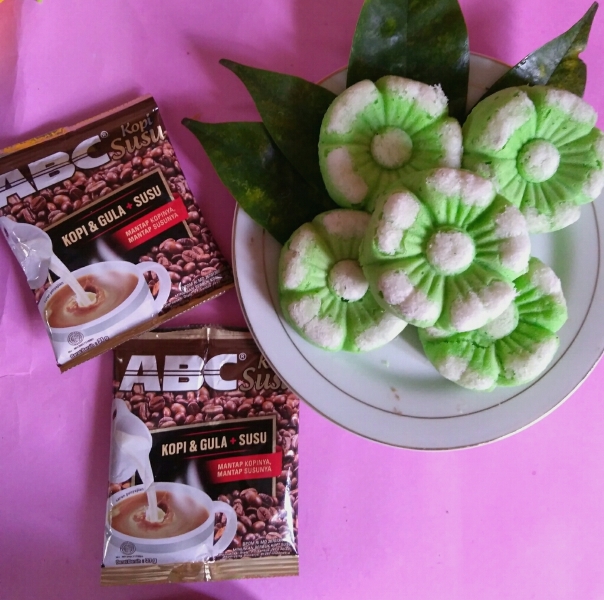 ABC®
Kopi
Susu
KOPI & GULA + SUSU
MANTAP KOPINYA,
MANTAP SUSUNYA
ABC®
Susu
KOPI & GULA + SUSU
MANTAP KOPINYA,
MANTAP SUSUNYA